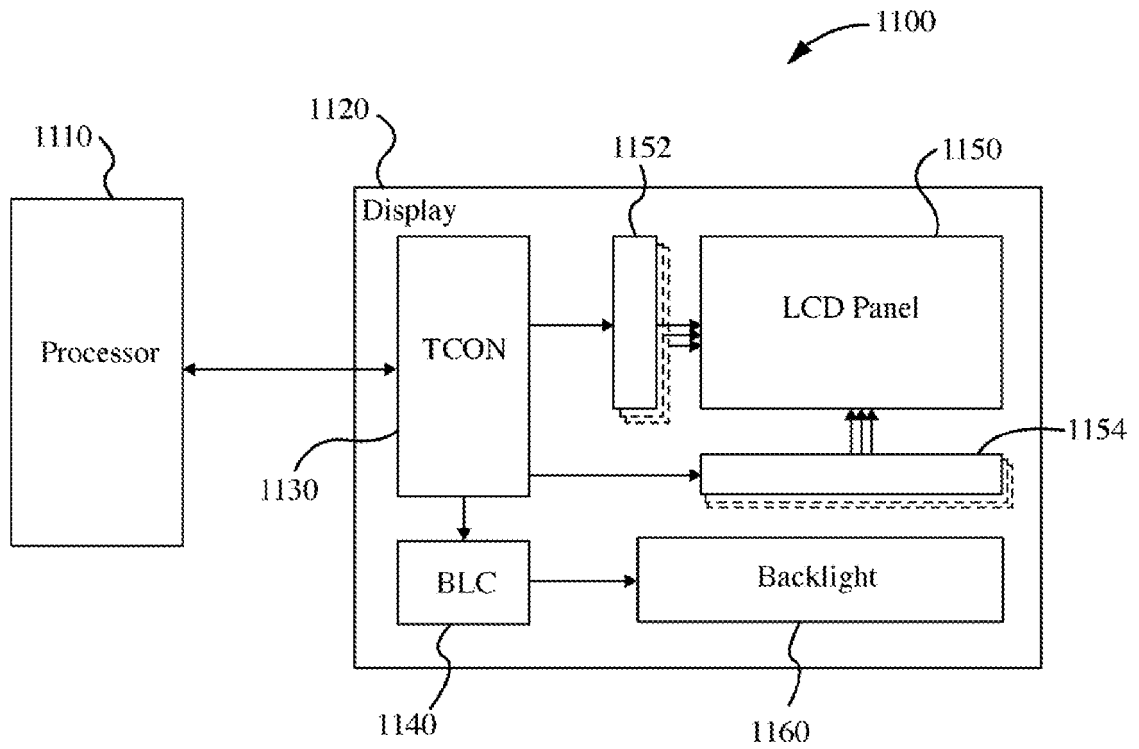 1100
1120
1110
1152
1150
Display
LCD Panel
Processor
TCON
1154
1130
BLC
Backlight
1140
1160